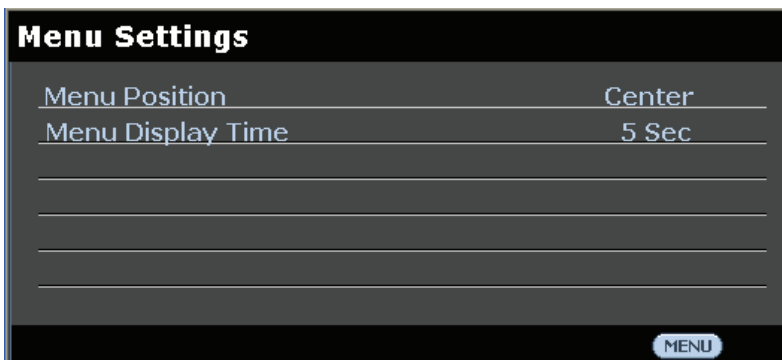 Menu Settings
Menu Position Center
Menu Display Time 5 Sec
MENU